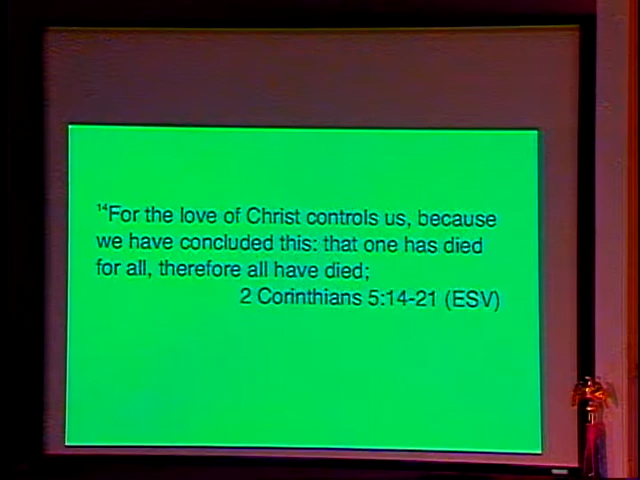 ¹⁴For the love of Christ controls us, because
we have concluded this: that one has died
for all, therefore all have died;
2 Corinthians 5:14-21 (ESV)